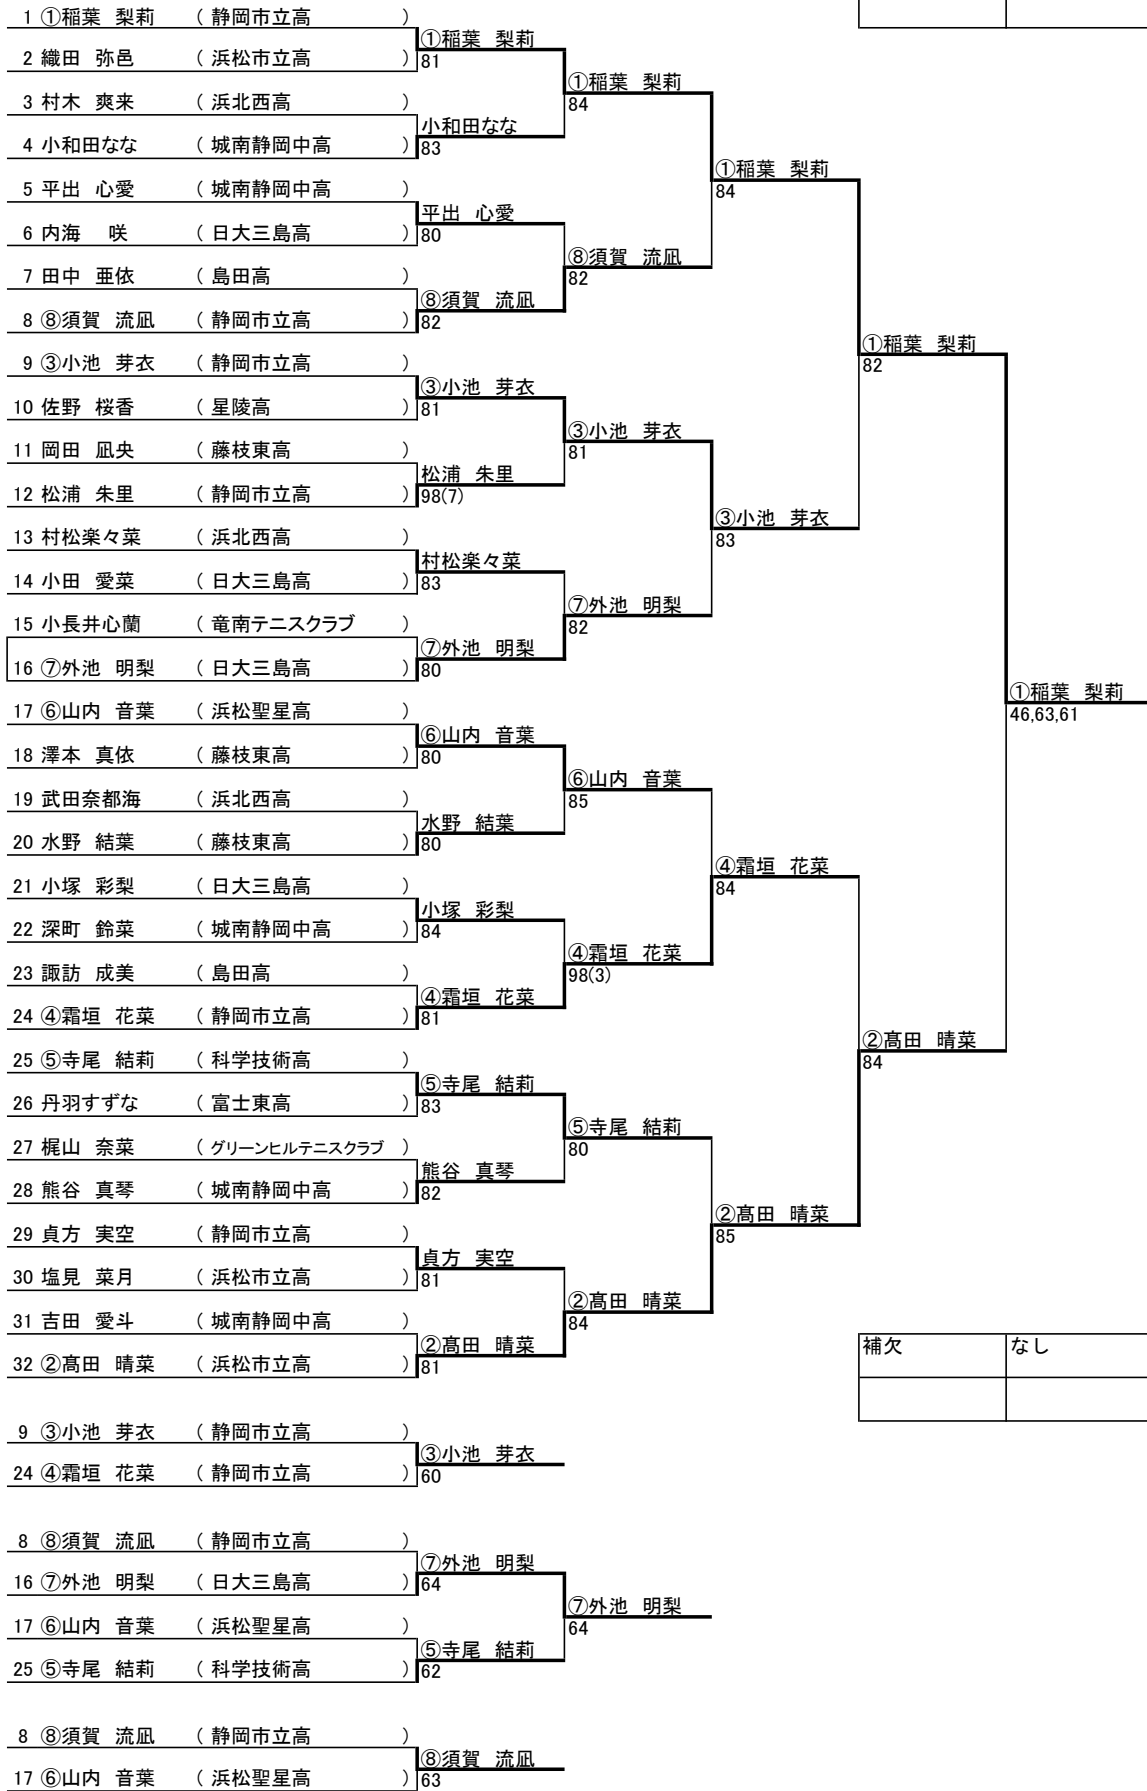 1 ①稲葉 梨莉 ( 静岡市立高 )
①稲葉 梨莉
2 織田 弥邑 ( 浜松市立高 ) 81
①稲葉 梨莉
3 村木 爽来 ( 浜北西高 ) 84
小和田なな
4 小和田なな ( 城南静岡中高 ) 83
①稲葉 梨莉
5 平出 心愛 ( 城南静岡中高 ) 84
平出 心愛
6 内海 咲 ( 日大三島高 ) 80
⑧須賀 流凪
7 田中 亜依 ( 島田高 ) 82
⑧須賀 流凪
8 ⑧須賀 流凪 ( 静岡市立高 ) 82
①稲葉 梨莉
9 ③小池 芽衣 ( 静岡市立高 ) 82
③小池 芽衣
10 佐野 桜香 ( 星陵高 ) 81
③小池 芽衣
11 岡田 凪央 ( 藤枝東高 ) 81
松浦 朱里
12 松浦 朱里 ( 静岡市立高 ) 98(7)
③小池 芽衣
13 村松楽々菜 ( 浜北西高 ) 83
村松楽々菜
14 小田 愛菜 ( 日大三島高 ) 83
⑦外池 明梨
15 小長井心蘭 ( 竜南テニスクラブ ) 82
⑦外池 明梨
16 ⑦外池 明梨 ( 日大三島高 ) 80
①稲葉 梨莉
17 ⑥山内 音葉 ( 浜松聖星高 ) 46,63,61
⑥山内 音葉
18 澤本 真依 ( 藤枝東高 ) 80
⑥山内 音葉
19 武田奈都海 ( 浜北西高 ) 85
水野 結葉
20 水野 結葉 ( 藤枝東高 ) 80
④霜垣 花菜
21 小塚 彩梨 ( 日大三島高 ) 84
小塚 彩梨
22 深町 鈴菜 ( 城南静岡中高 ) 84
④霜垣 花菜
23 諏訪 成美 ( 島田高 ) 98(3)
④霜垣 花菜
24 ④霜垣 花菜 ( 静岡市立高 ) 81
②髙田 晴菜
25 ⑤寺尾 結莉 ( 科学技術高 ) 84
⑤寺尾 結莉
26 丹羽すずな ( 富士東高 ) 83
⑤寺尾 結莉
27 梶山 奈菜 ( グリーンヒルテニスクラブ ) 80
熊谷 真琴
28 熊谷 真琴 ( 城南静岡中高 ) 82
②髙田 晴菜
29 貞方 実空 ( 静岡市立高 ) 85
貞方 実空
30 塩見 菜月 ( 浜松市立高 ) 81
②髙田 晴菜
31 吉田 愛斗 ( 城南静岡中高 ) 84
②髙田 晴菜
補欠 なし
32 ②髙田 晴菜 ( 浜松市立高 ) 81
9 ③小池 芽衣 ( 静岡市立高 )
③小池 芽衣
24 ④霜垣 花菜 ( 静岡市立高 ) 60
8 ⑧須賀 流凪 ( 静岡市立高 )
⑦外池 明梨
16 ⑦外池 明梨 ( 日大三島高 ) 64
⑦外池 明梨
17 ⑥山内 音葉 ( 浜松聖星高 ) 64
⑤寺尾 結莉
25 ⑤寺尾 結莉 ( 科学技術高 ) 62
8 ⑧須賀 流凪 ( 静岡市立高 )
⑧須賀 流凪
17 ⑥山内 音葉 ( 浜松聖星高 ) 63